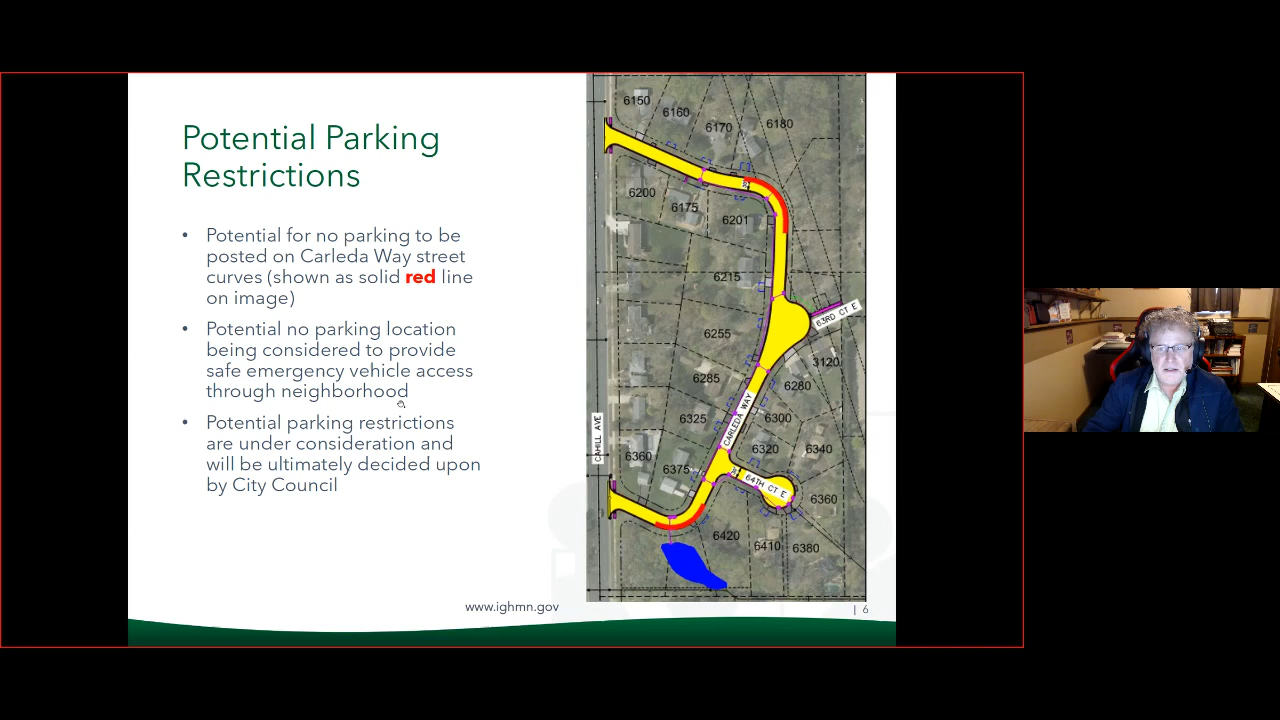 Potential Parking
Restrictions
• Potential for no parking to be
posted on Carleda Way street
curves (shown as solid red line
on image)
• Potential no parking location
being considered to provide
safe emergency vehicle access
through neighborhood
• Potential parking restrictions
are under consideration and
will be ultimately decided upon
by City Council
6150
6160
6170
6180
6200
6175
6201
6215
63RD CT E
6255
3120
6285
6280
CARLEDA WAY
6325
6300
CAHILL AVE
6320
6340
6360
6375
64TH CT E
6360
6420
6410
6380
www.ighmn.gov
| 6